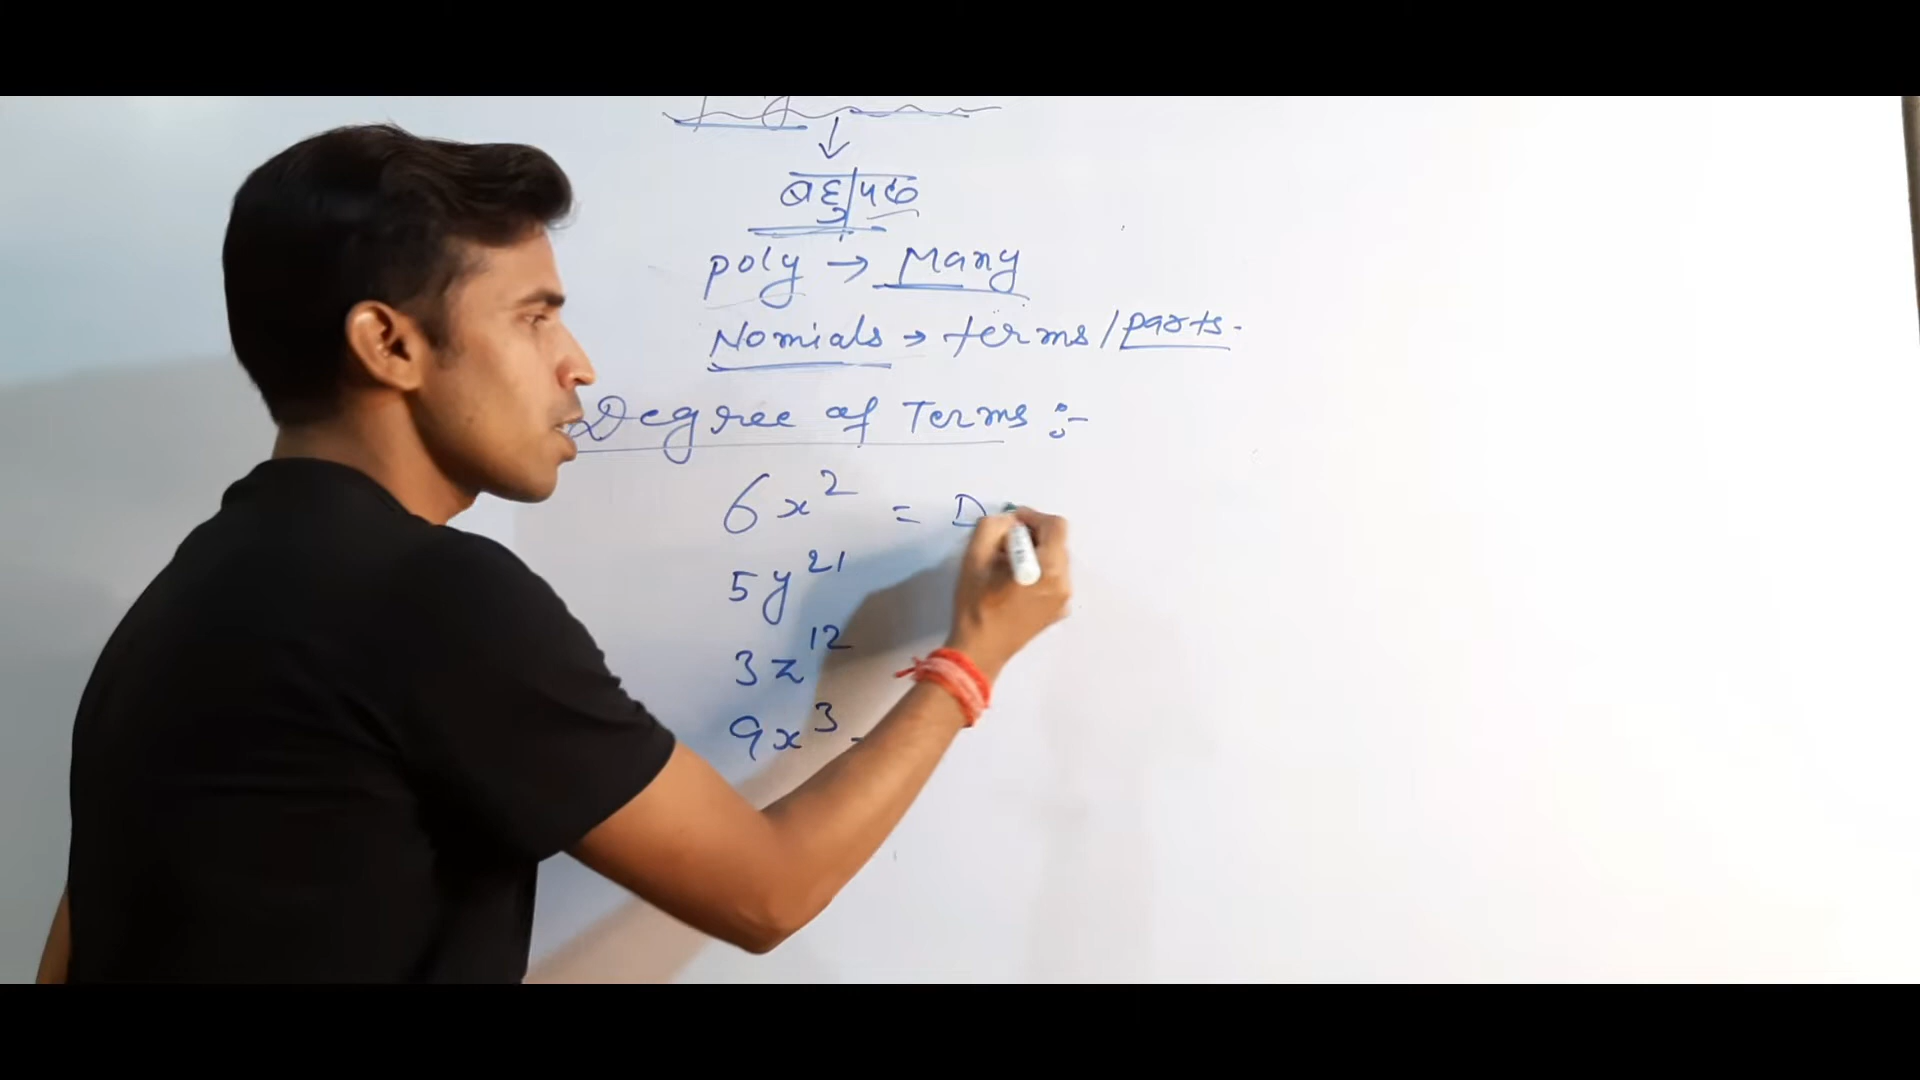 बहुपद
poly → Many
Nomials → terms/parts.
Degree of Terms :-
6x² = D
5y²¹
3z¹²
9x³ -